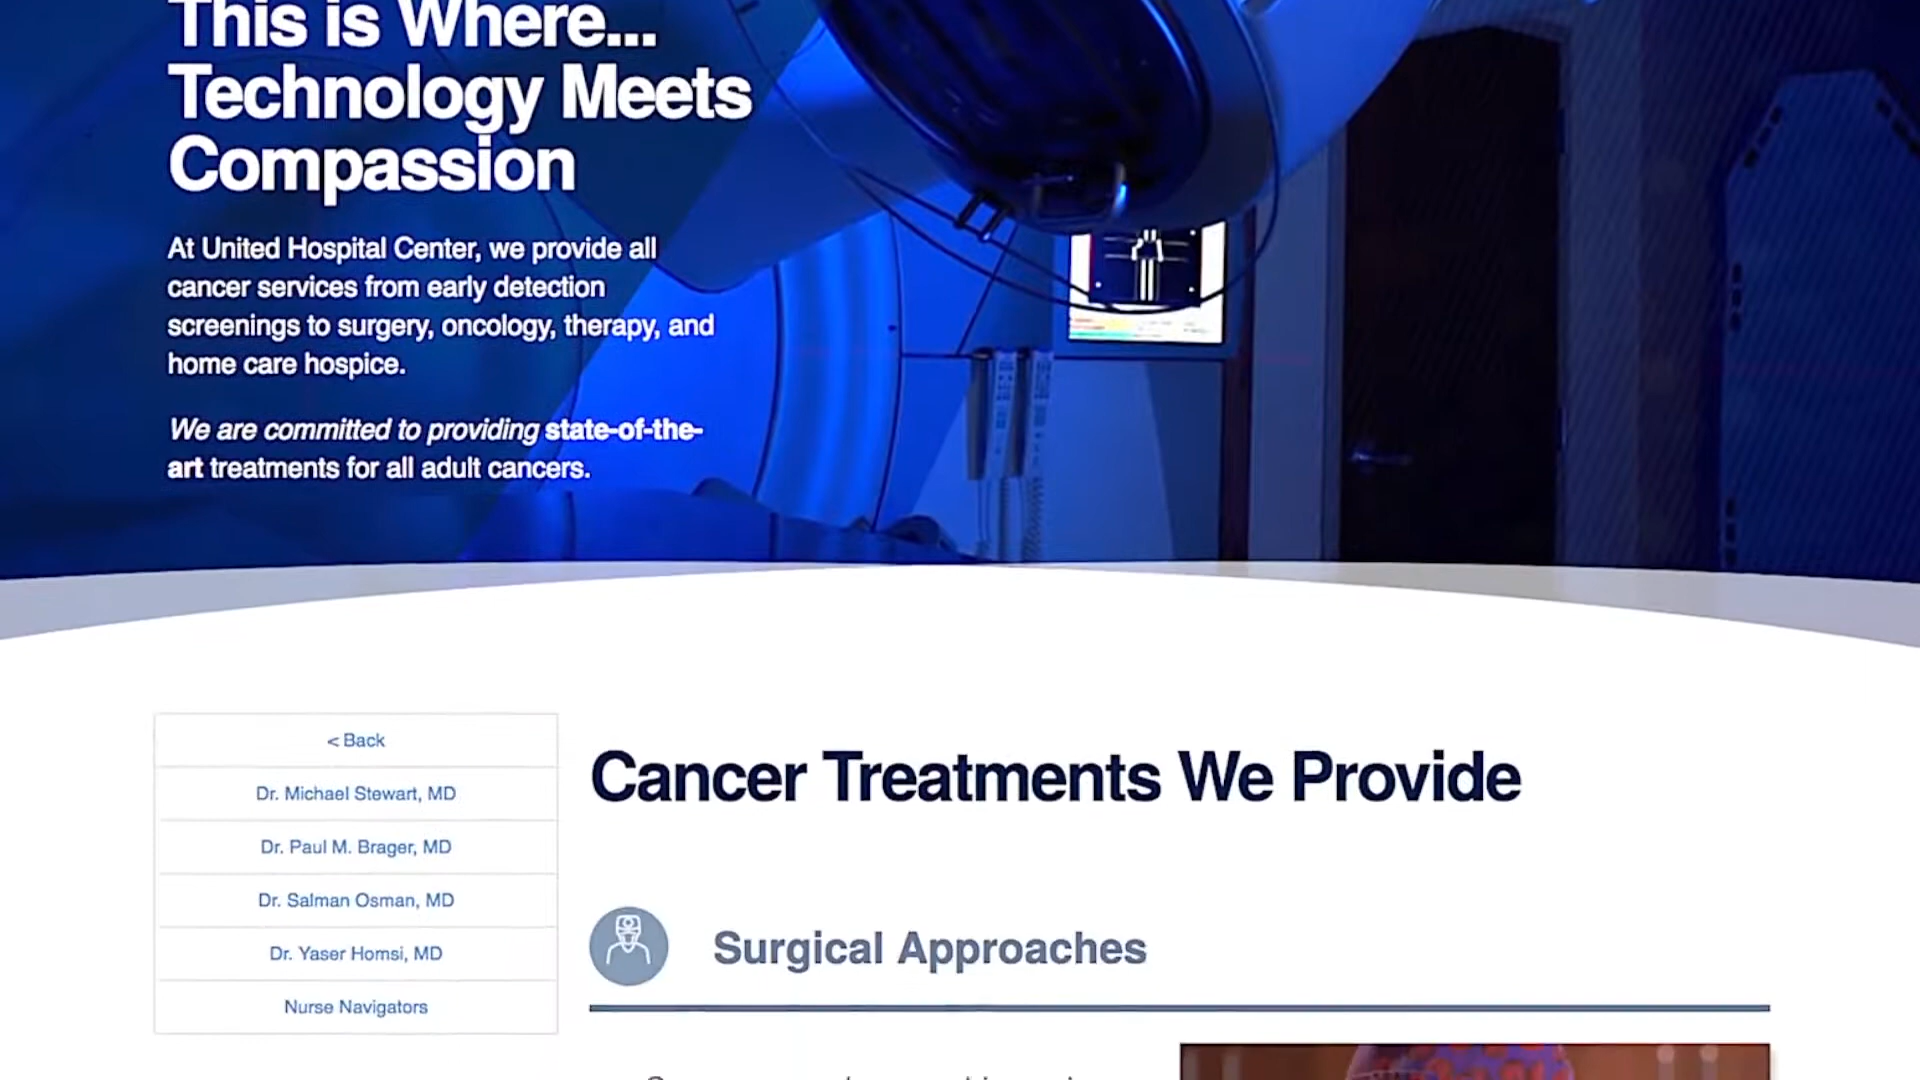 This is Where...
Technology Meets
Compassion
At United Hospital Center, we provide all
cancer services from early detection
screenings to surgery, oncology, therapy, and
home care hospice.
We are committed to providing state-of-the-
art treatments for all adult cancers.
< Back
Dr. Michael Stewart, MD
Dr. Paul M. Brager, MD
Dr. Salman Osman, MD
Dr. Yaser Homsi, MD
Nurse Navigators
Cancer Treatments We Provide
Surgical Approaches